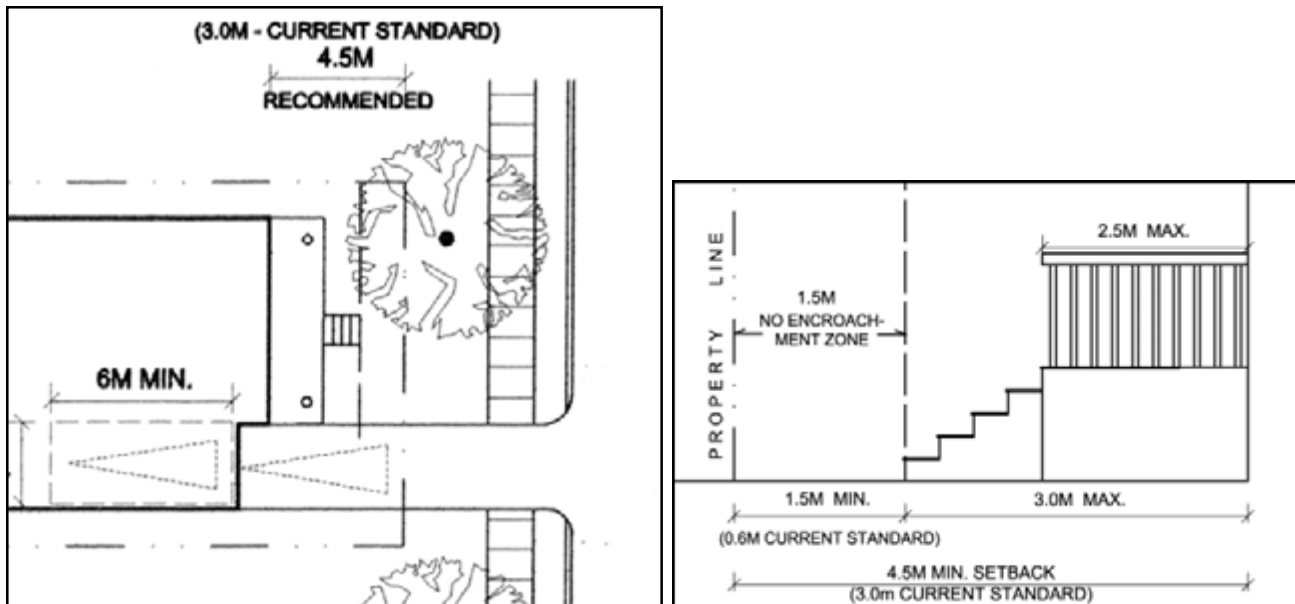 (3.0M - CURRENT STANDARD)
4.5M
RECOMMENDED
6M MIN.
PROPERTY LINE
2.5M MAX.
1.5M
NO ENCROACH-
MENT ZONE
1.5M MIN.
3.0M MAX.
(0.6M CURRENT STANDARD)
4.5M MIN. SETBACK
(3.0m CURRENT STANDARD)